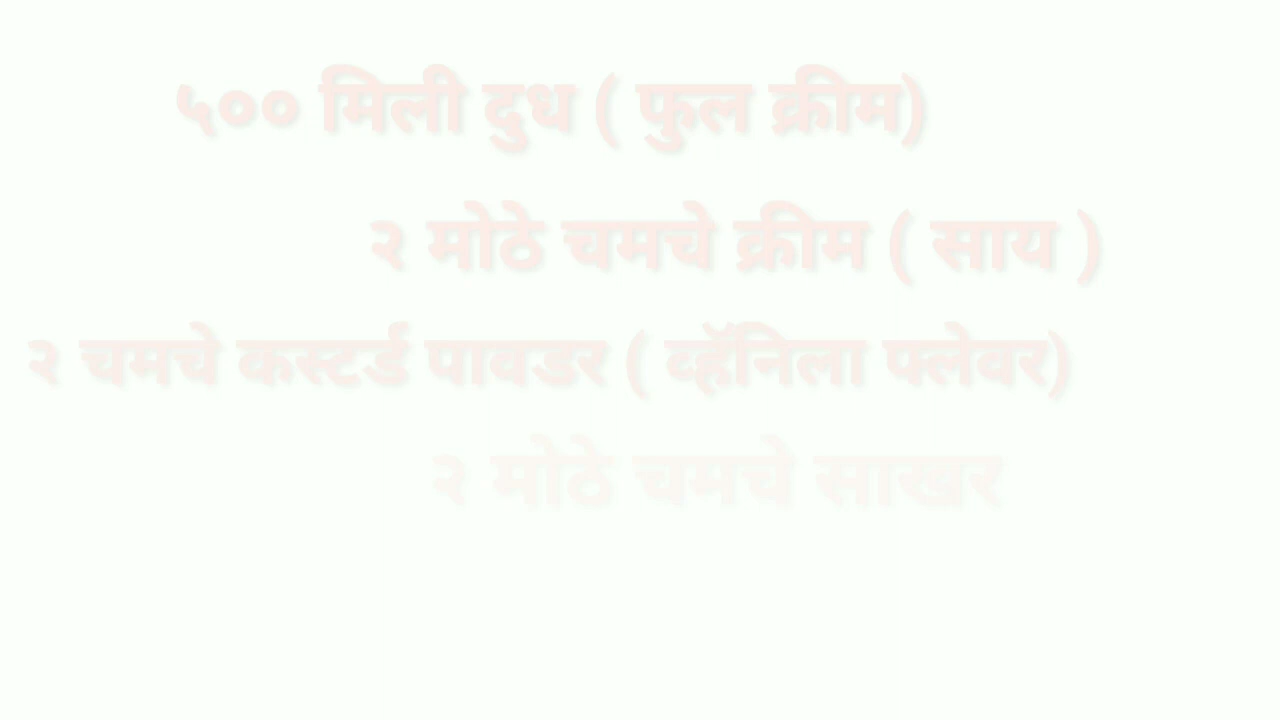 ५०० मिली दुध ( फुल क्रीम)
२ मोठे चमचे क्रीम ( साय )
२ चमचे कस्टर्ड पावडर ( व्हॅनिला फ्लेवर)
२ मोठे चमचे साखर